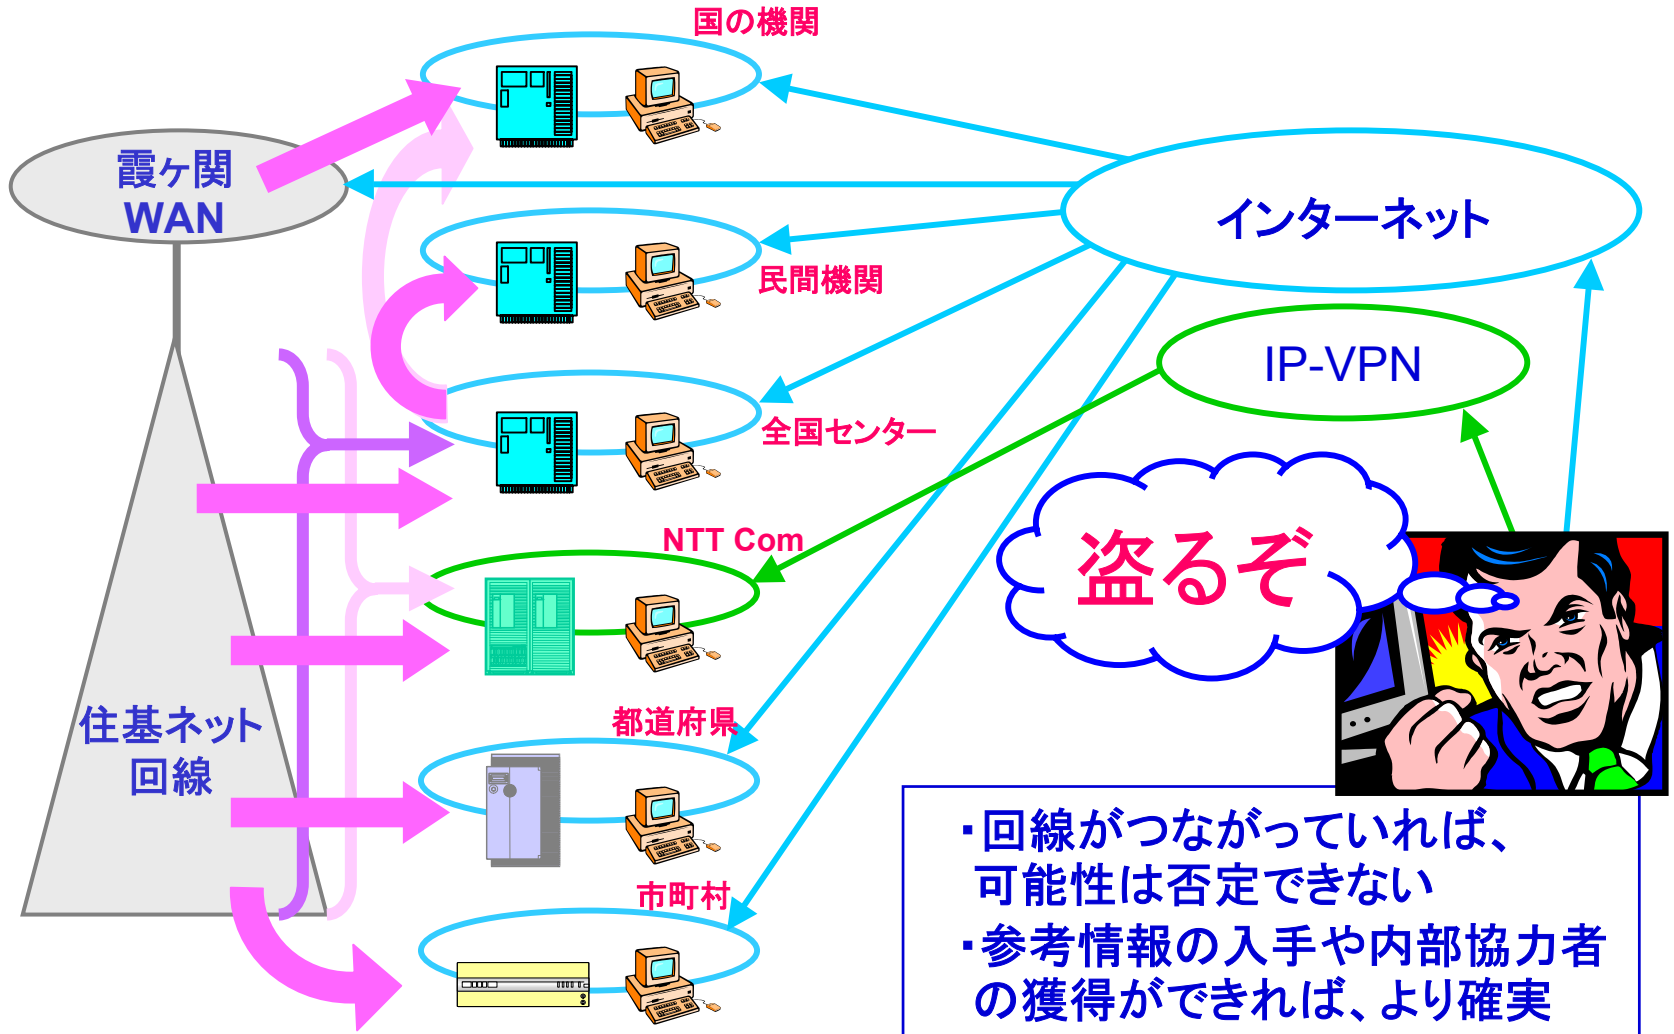 国の機関
霞ヶ関
WAN
インターネット
民間機関
IP-VPN
全国センター
NTT Com
盗るぞ
住基ネット
回線
都道府県
市町村
・回線がつながっていれば、
可能性は否定できない
・参考情報の入手や内部協力者
の獲得ができれば、より確実